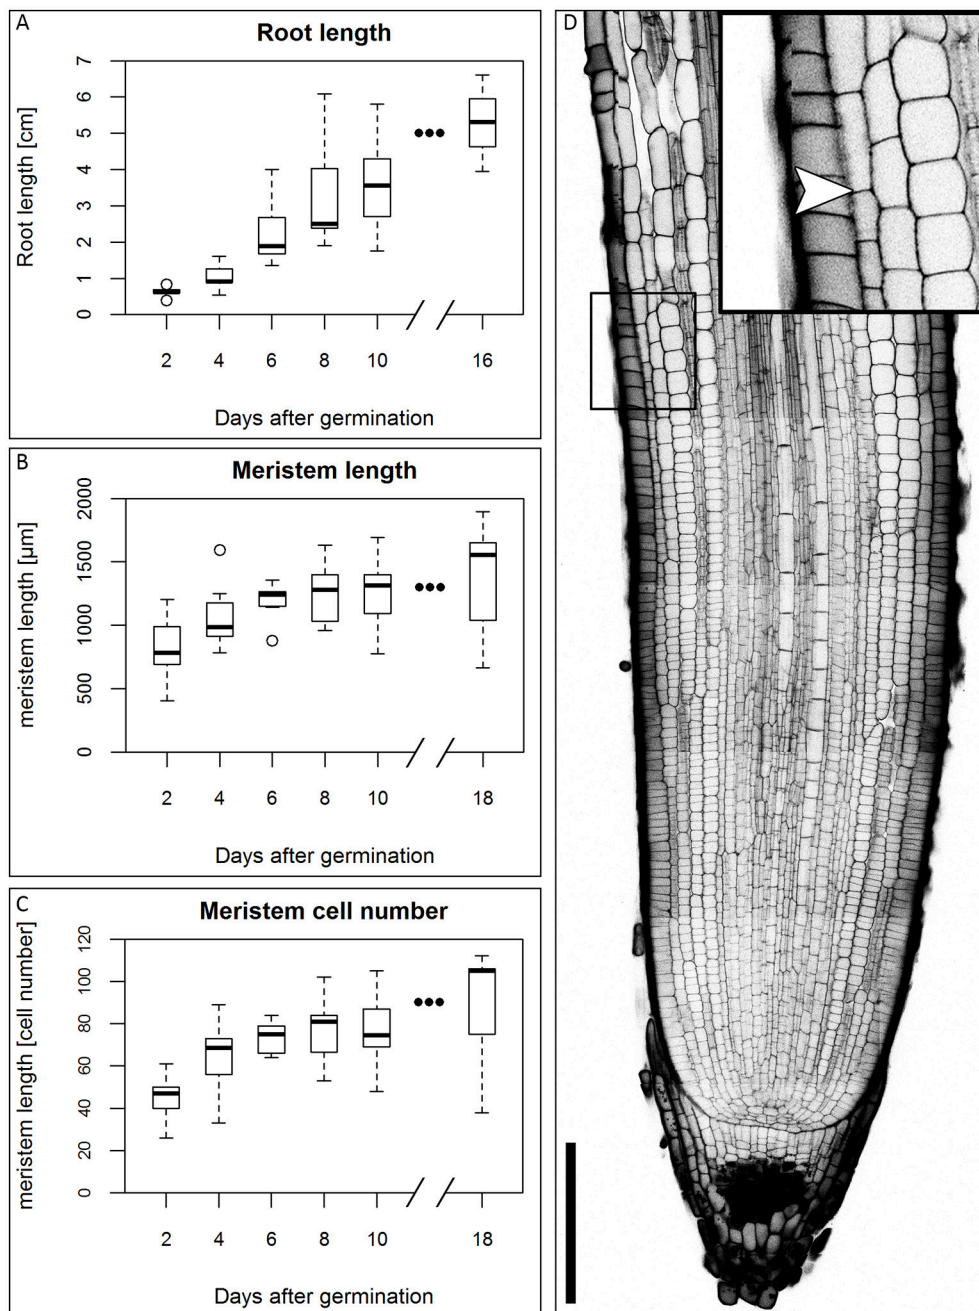 A
Root length
Root length [cm]
7
6
5
4
3
2
1
0
2 4 6 8 10 16
Days after germination
B
Meristem length
meristem length [µm]
2000
1500
1000
500
0
2 4 6 8 10 18
Days after germination
C
Meristem cell number
meristem length [cell number]
120
100
80
60
40
20
0
2 4 6 8 10 18
Days after germination
D